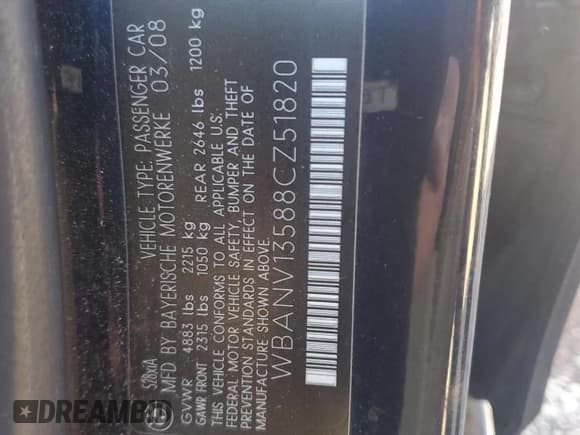 528xiA
VEHICLE TYPE: PASSENGER CAR
MFD BY BAYERISCHE MOTORENWERKE 03/08
GVWR 4883 lbs 2215 kg
GAWR FRONT 2315 lbs 1050 kg REAR 2646 lbs 1200 kg
THIS VEHICLE CONFORMS TO ALL APPLICABLE U.S.
FEDERAL MOTOR VEHICLE SAFETY, BUMPER AND THEFT
PREVENTION STANDARDS IN EFFECT ON THE DATE OF
MANUFACTURE SHOWN ABOVE.
WBANV13588CZ51820
DREAMBID